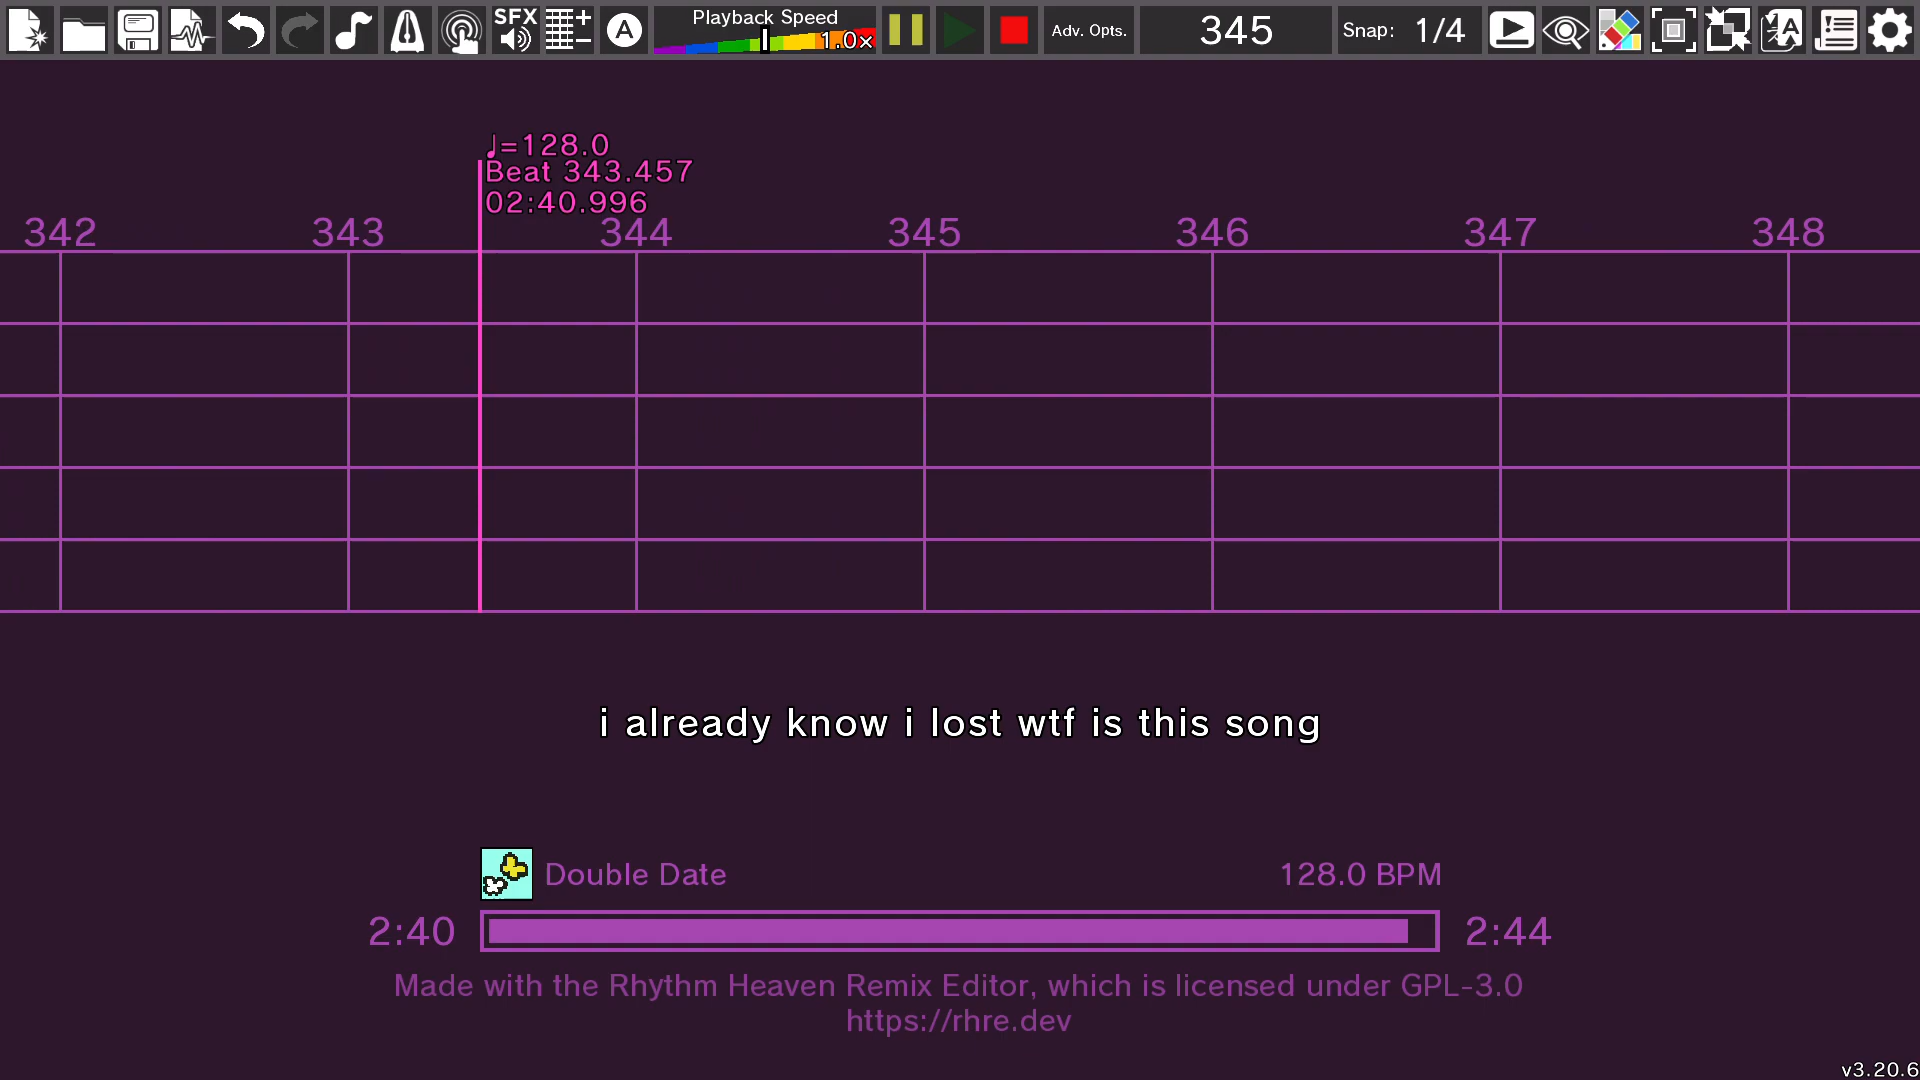 SFX
A
Playback Speed
1.0x
Adv. Opts.
345
Snap: 1/4
A
♩=128.0
Beat 343.457
02:40.996
342 343 344 345 346 347 348
i already know i lost wtf is this song
Double Date 128.0 BPM
2:40 2:44
Made with the Rhythm Heaven Remix Editor, which is licensed under GPL-3.0
https://rhre.dev
v3.20.6